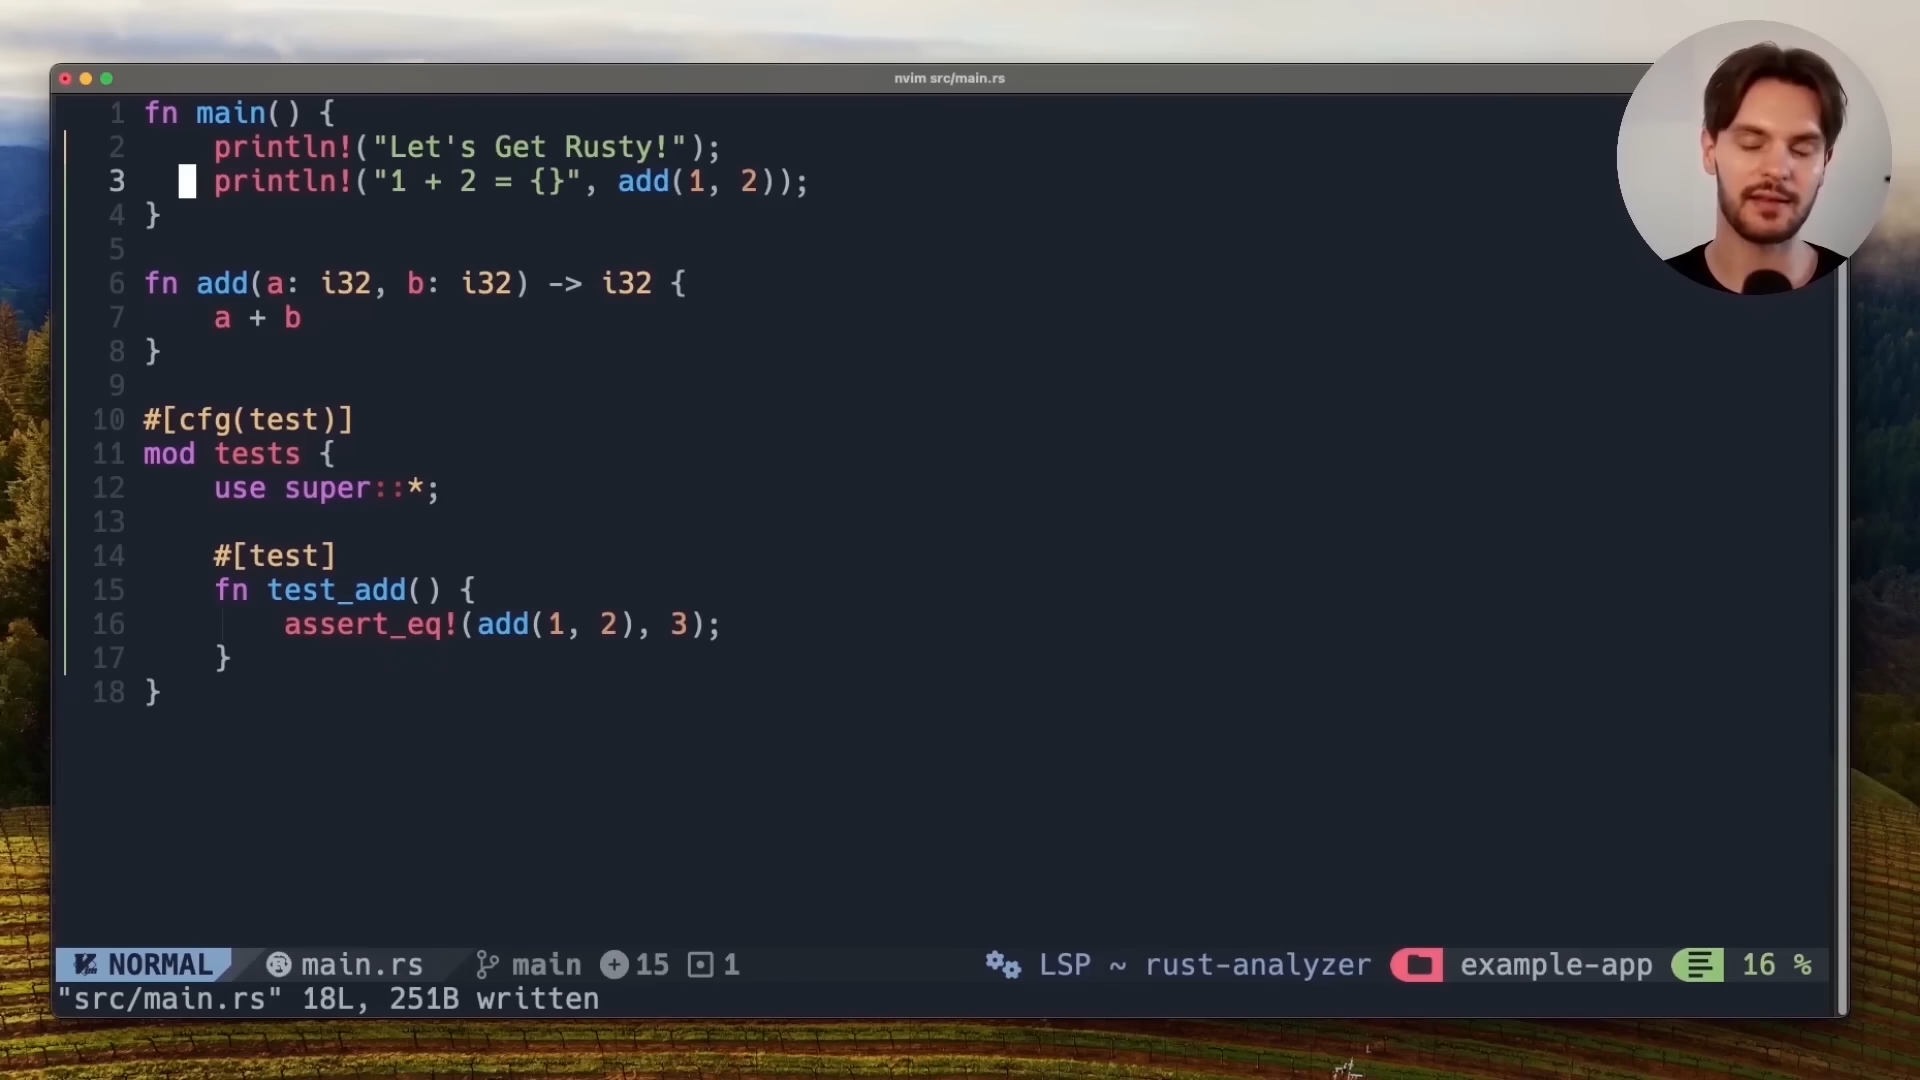 nvim src/main.rs
1 fn main() {
2     println!("Let's Get Rusty!");
3     println!("1 + 2 = {}", add(1, 2));
4 }
5
6 fn add(a: i32, b: i32) -> i32 {
7     a + b
8 }
9
10 #[cfg(test)]
11 mod tests {
12     use super::*;
13
14     #[test]
15     fn test_add() {
16         assert_eq!(add(1, 2), 3);
17     }
18 }
NORMAL main.rs main 15 1 LSP ~ rust-analyzer example-app 16 %
"src/main.rs" 18L, 251B written